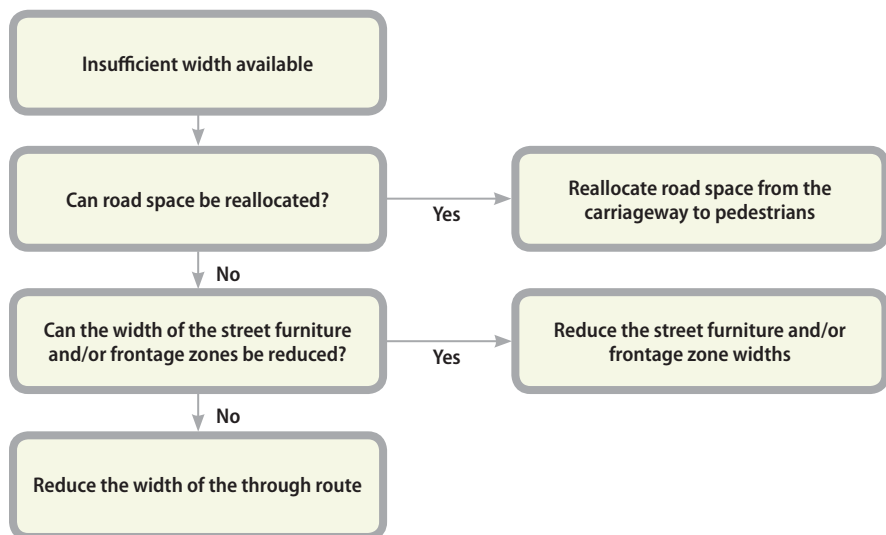 Insufficient width available
Can road space be reallocated?
Yes
Reallocate road space from the
carriageway to pedestrians
No
Can the width of the street furniture
and/or frontage zones be reduced?
Yes
Reduce the street furniture and/or
frontage zone widths
No
Reduce the width of the through route